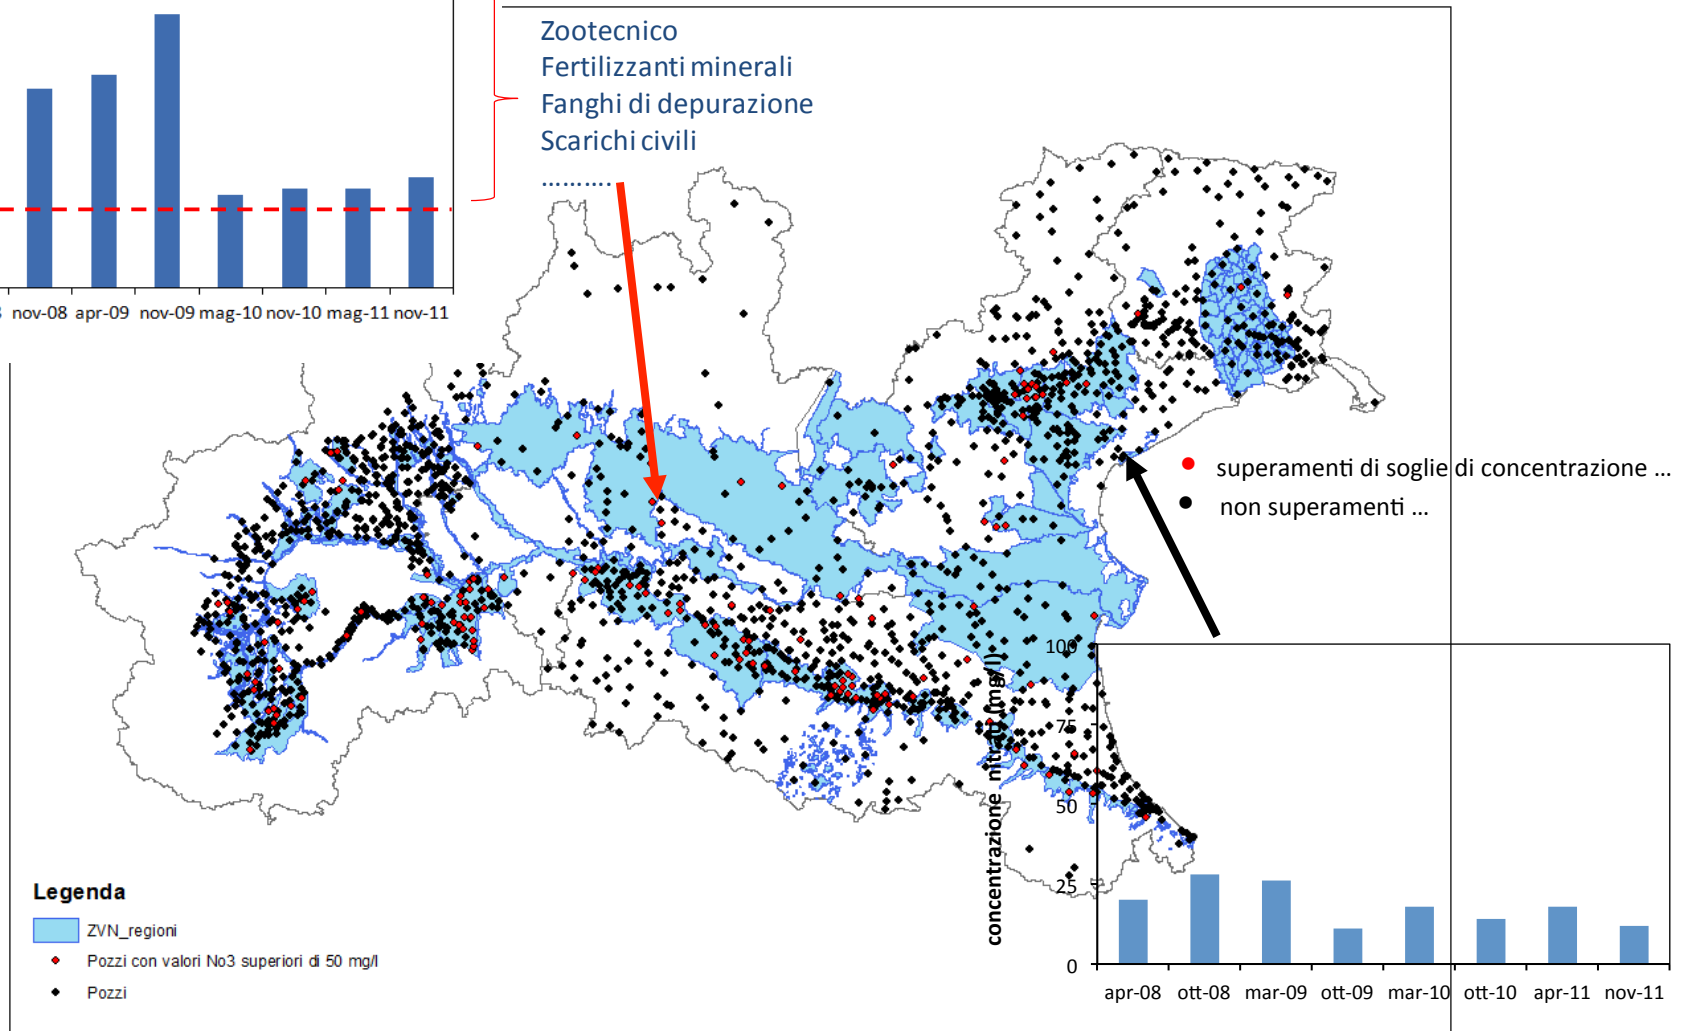 Zootecnico
Fertilizzanti minerali
Fanghi di depurazione
Scarichi civili
..........
nov-08 apr-09 nov-09 mag-10 nov-10 mag-11 nov-11
superamenti di soglie di concentrazione ...
non superamenti ...
concentrazione nitrati (mg/l)
100
75
50
25
0
apr-08 ott-08 mar-09 ott-09 mar-10 ott-10 apr-11 nov-11
Legenda
ZVN_regioni
Pozzi con valori No3 superiori di 50 mg/l
Pozzi